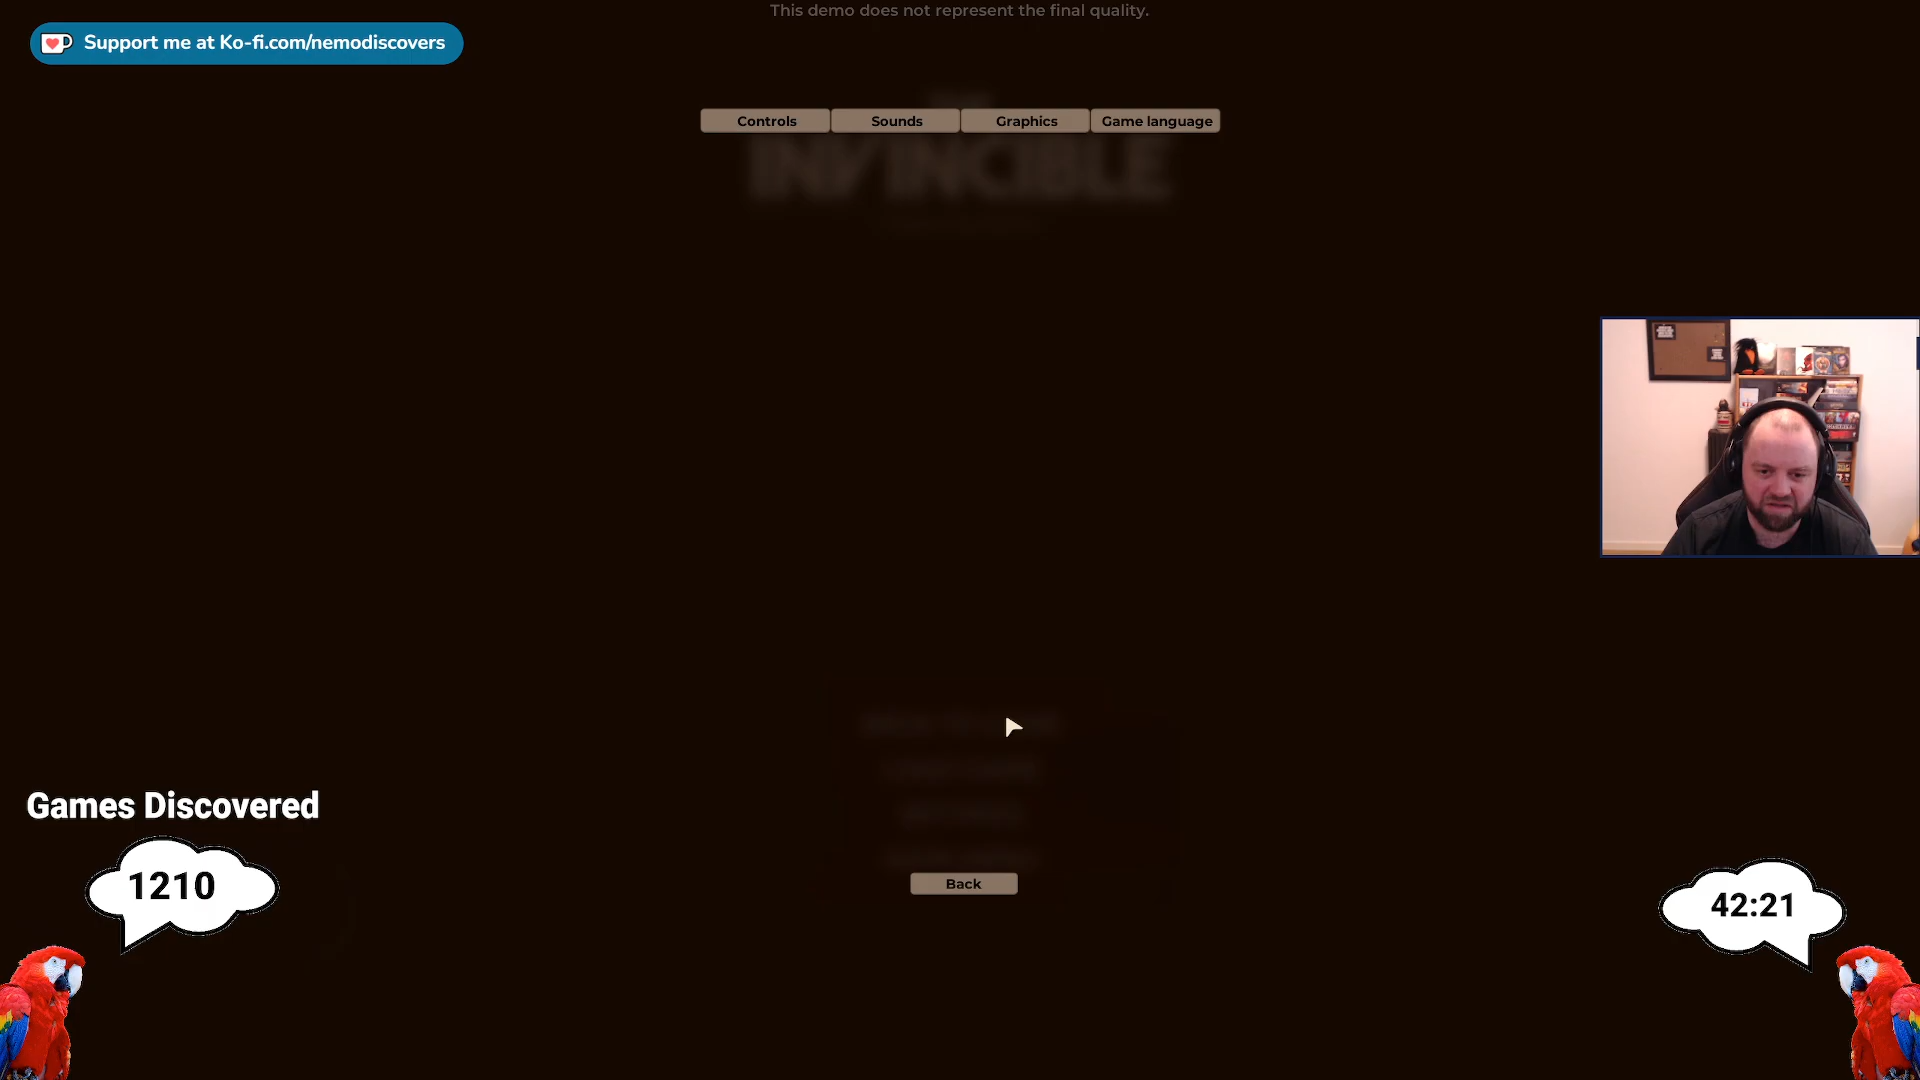 This demo does not represent the final quality.
Support me at Ko-fi.com/nemodiscovers
Controls
Sounds
Graphics
Game language
INVINCIBLE
Back
Games Discovered
1210
42:21